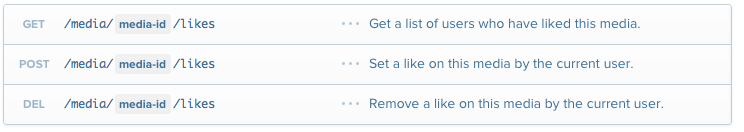 GET /media/media-id/likes ••• Get a list of users who have liked this media.
POST /media/media-id/likes ••• Set a like on this media by the current user.
DEL /media/media-id/likes ••• Remove a like on this media by the current user.